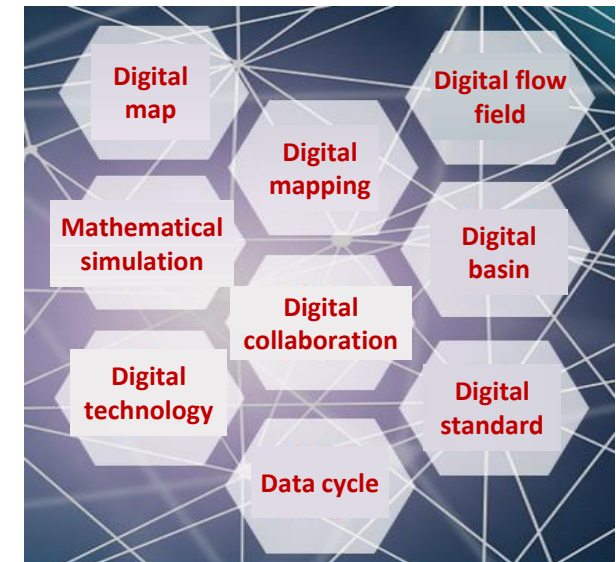 Digital
map
Digital flow
field
Digital
mapping
Mathematical
simulation
Digital
basin
Digital
collaboration
Digital
technology
Digital
standard
Data cycle